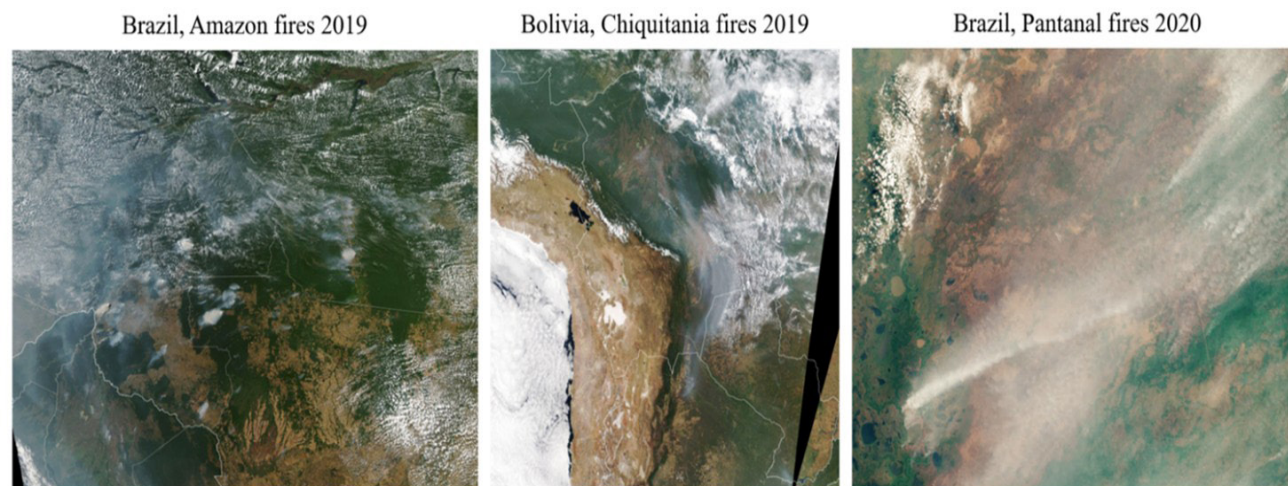 Brazil, Amazon fires 2019
Bolivia, Chiquitania fires 2019
Brazil, Pantanal fires 2020